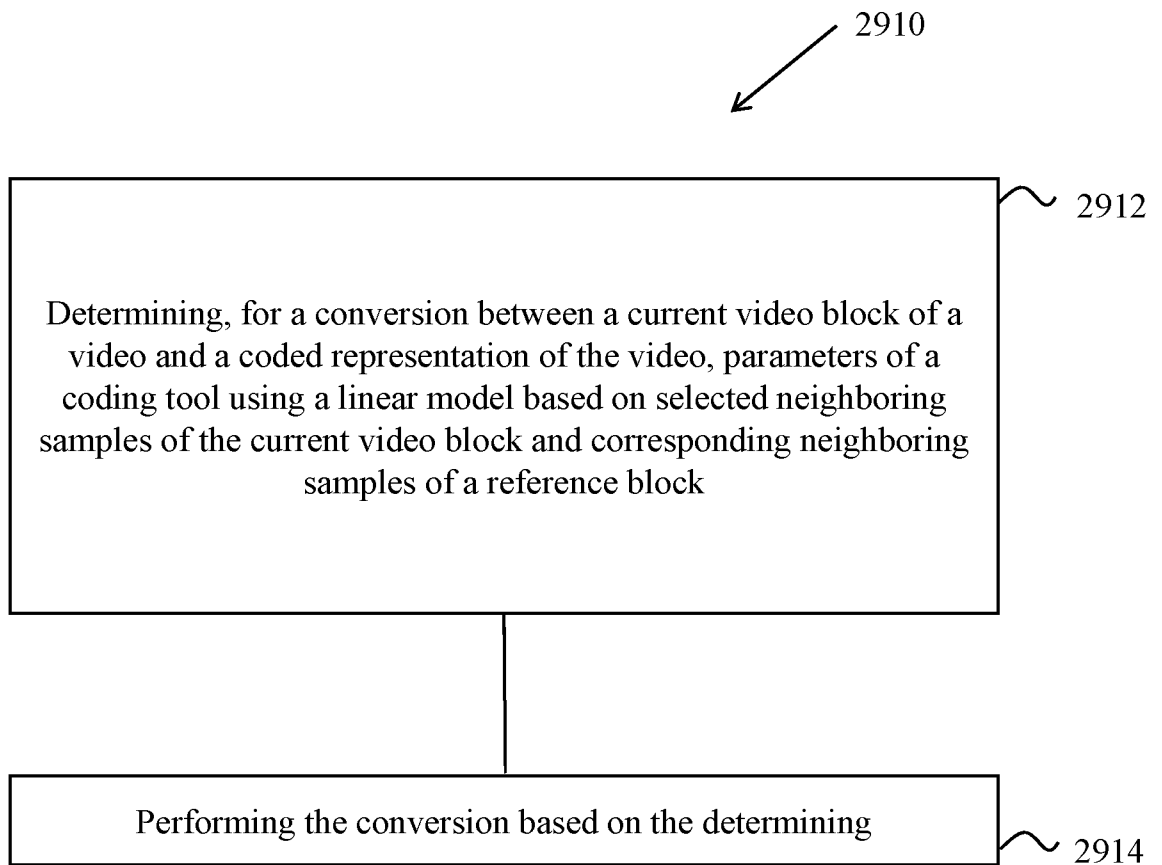 2910
2912
Determining, for a conversion between a current video block of a
video and a coded representation of the video, parameters of a
coding tool using a linear model based on selected neighboring
samples of the current video block and corresponding neighboring
samples of a reference block
Performing the conversion based on the determining
2914